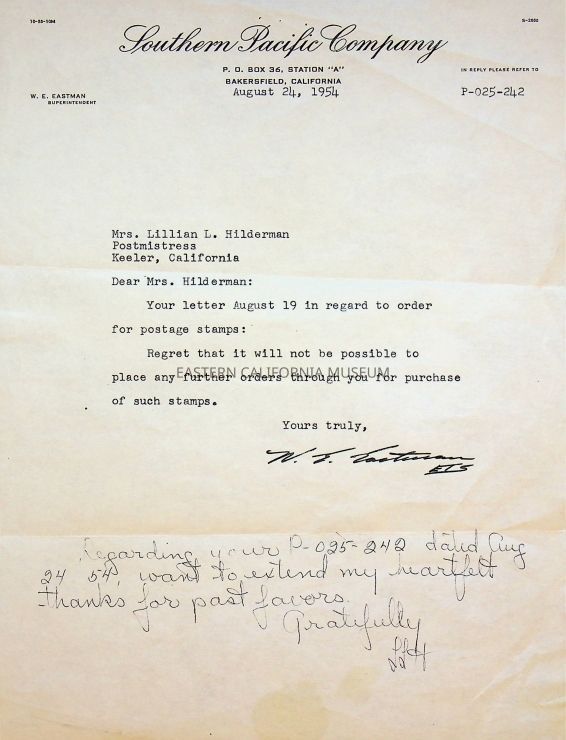 10-53-10M
S-2602
Southern Pacific Company
P. O. BOX 36, STATION "A"
BAKERSFIELD, CALIFORNIA
IN REPLY PLEASE REFER TO
W. E. EASTMAN
SUPERINTENDENT
August 24, 1954
P-025-242
Mrs. Lillian L. Hilderman
Postmistress
Keeler, California
Dear Mrs. Hilderman:
Your letter August 19 in regard to order
for postage stamps:
Regret that it will not be possible to
place any further orders through you for purchase
EASTERN CALIFORNIA MUSEUM
of such stamps.
Yours truly,
W. E. Eastman
EIS
Regarding your P-025-242 dated Aug
24 54, want to extend my heartfelt
thanks for past favors.
Gratefully
LLH